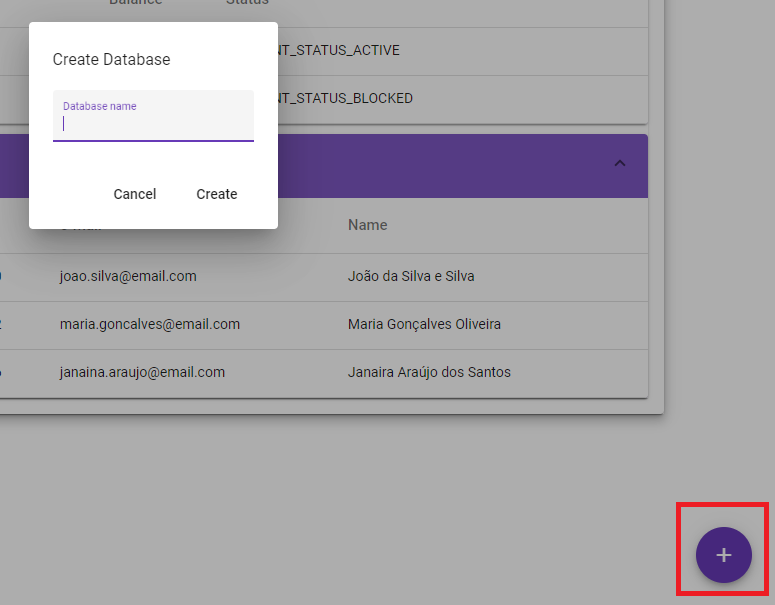 Balance Status
NT_STATUS_ACTIVE
NT_STATUS_BLOCKED
Create Database
Database name
Cancel Create
Name
joao.silva@email.com João da Silva e Silva
maria.goncalves@email.com Maria Gonçalves Oliveira
janaina.araujo@email.com Janaira Araújo dos Santos
+